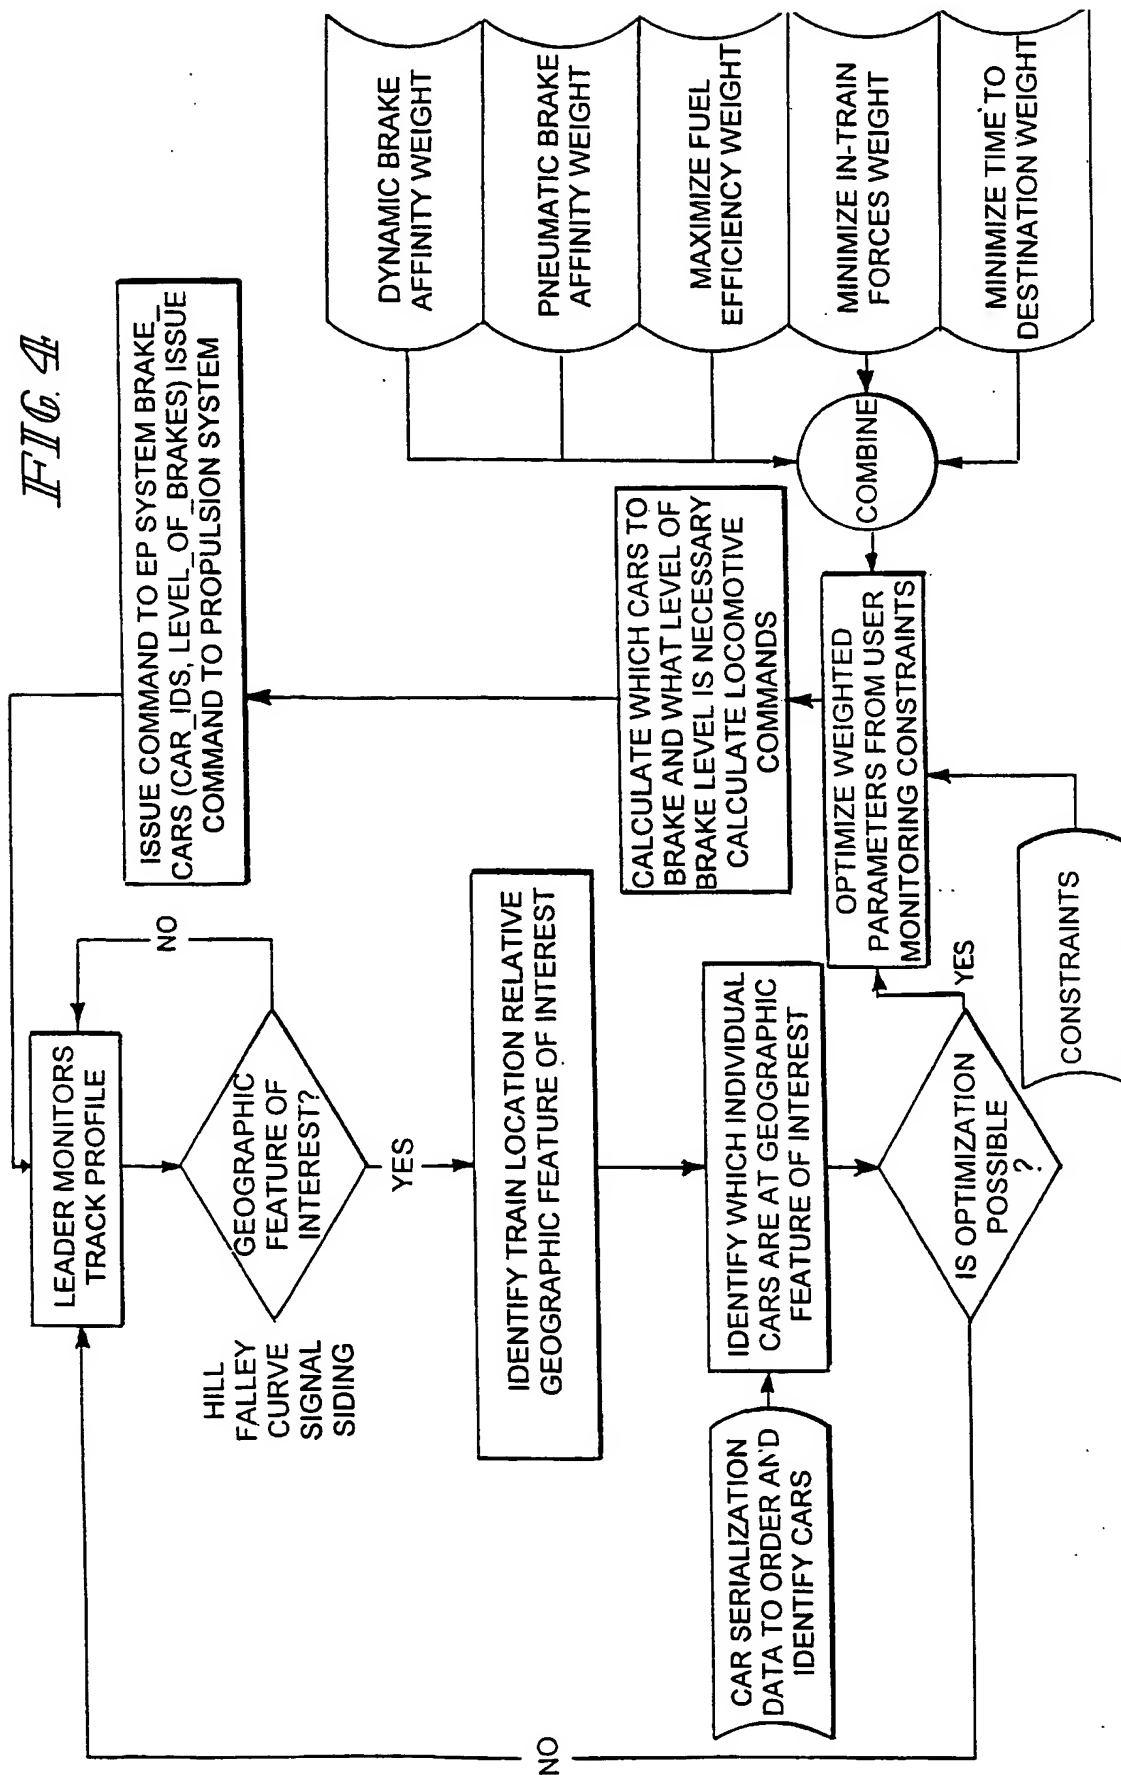 FIG. 4
LEADER MONITORS
TRACK PROFILE
NO
GEOGRAPHIC
FEATURE OF
INTEREST?
HILL
FALLEY
CURVE
SIGNAL
SIDING
YES
IDENTIFY TRAIN LOCATION RELATIVE
GEOGRAPHIC FEATURE OF INTEREST
CAR SERIALIZATION
DATA TO ORDER AND
IDENTIFY CARS
IDENTIFY WHICH INDIVIDUAL
CARS ARE AT GEOGRAPHIC
FEATURE OF INTEREST
IS OPTIMIZATION
POSSIBLE
?
NO
YES
CONSTRAINTS
OPTIMIZE WEIGHTED
PARAMETERS FROM USER
MONITORING CONSTRAINTS
CALCULATE WHICH CARS TO
BRAKE AND WHAT LEVEL OF
BRAKE LEVEL IS NECESSARY
CALCULATE LOCOMOTIVE
COMMANDS
ISSUE COMMAND TO EP SYSTEM BRAKE_
CARS (CAR_IDS, LEVEL_OF_BRAKES) ISSUE
COMMAND TO PROPULSION SYSTEM
COMBINE
DYNAMIC BRAKE
AFFINITY WEIGHT
PNEUMATIC BRAKE
AFFINITY WEIGHT
MAXIMIZE FUEL
EFFICIENCY WEIGHT
MINIMIZE IN-TRAIN
FORCES WEIGHT
MINIMIZE TIME TO
DESTINATION WEIGHT